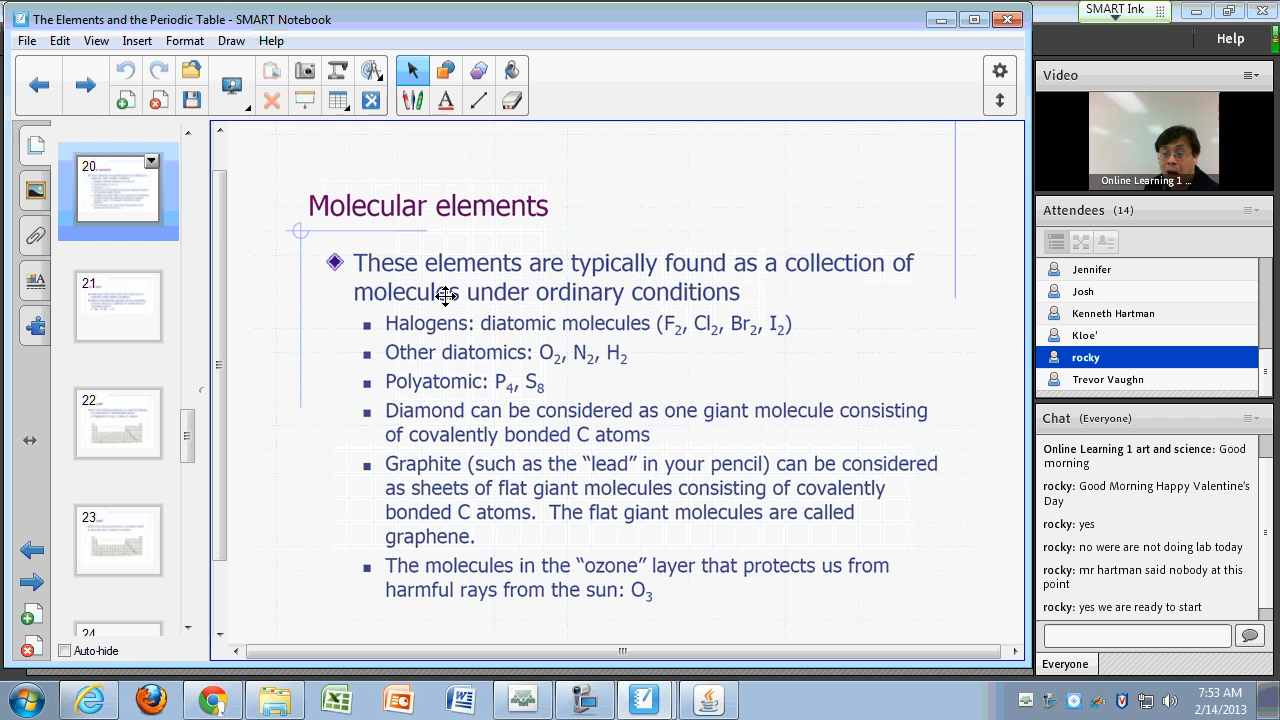 The Elements and the Periodic Table - SMART Notebook
SMART Ink
File Edit View Insert Format Draw Help
Help
Video
Online Learning 1 ...
Attendees (14)
Jennifer
Josh
Kenneth Hartman
Kloe'
rocky
Trevor Vaughn
Chat (Everyone)
Online Learning 1 art and science: Good
morning
rocky: Good Morning Happy Valentine's
Day
rocky: yes
rocky: no were are not doing lab today
rocky: mr hartman said nobody at this
point
rocky: yes we are ready to start
Everyone
20
21
22
23
24
Auto-hide
Molecular elements
These elements are typically found as a collection of
molecules under ordinary conditions
Halogens: diatomic molecules (F2, Cl2, Br2, I2)
Other diatomics: O2, N2, H2
Polyatomic: P4, S8
Diamond can be considered as one giant molecule consisting
of covalently bonded C atoms
Graphite (such as the “lead” in your pencil) can be considered
as sheets of flat giant molecules consisting of covalently
bonded C atoms. The flat giant molecules are called
graphene.
The molecules in the “ozone” layer that protects us from
harmful rays from the sun: O3
7:53 AM
2/14/2013